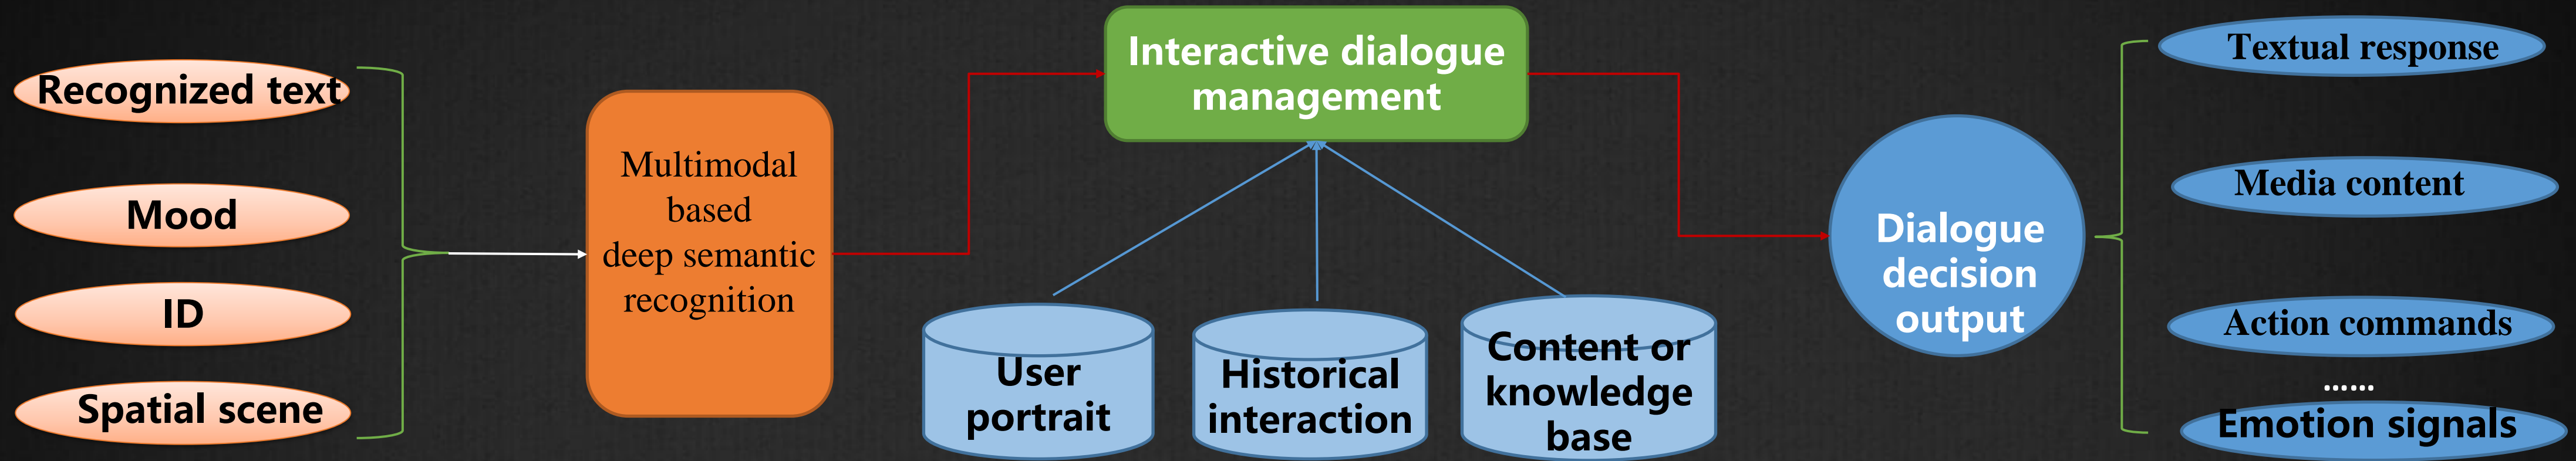 Recognized text
Mood
ID
Spatial scene
Multimodal
based
deep semantic
recognition
Interactive dialogue
management
User
portrait
Historical
interaction
Content or
knowledge
base
Dialogue
decision
output
Textual response
Media content
Action commands
……
Emotion signals